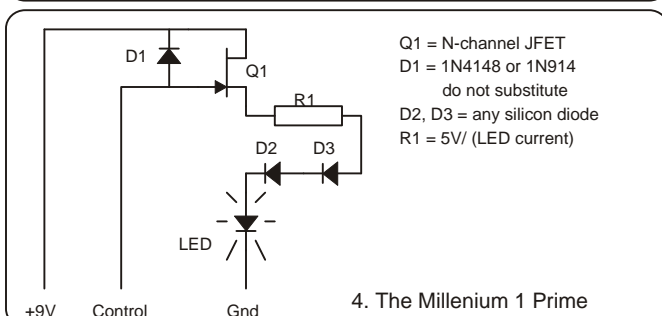 Q1 = N-channel JFET
D1 = 1N4148 or 1N914
do not substitute
D2, D3 = any silicon diode
R1 = 5V/ (LED current)
D1
Q1
R1
D2
D3
LED
+9V
Control
Gnd
4. The Millenium 1 Prime